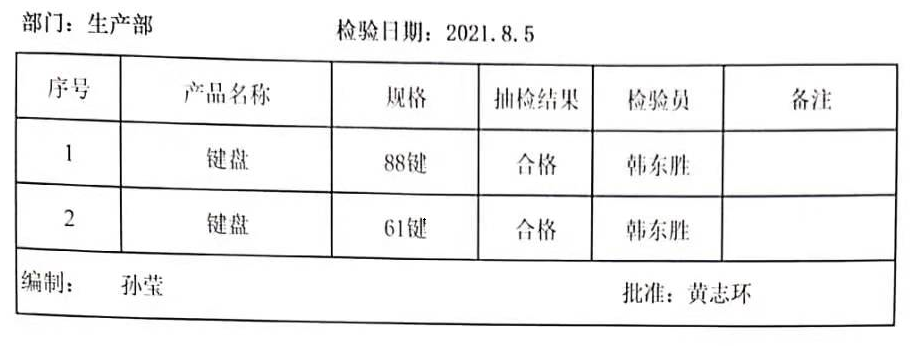 部门：生产部 检验日期：2021.8.5
序号 产品名称 规格 抽检结果 检验员 备注
1 键盘 88键 合格 韩东胜
2 键盘 61键 合格 韩东胜
编制： 孙莹 批准：黄志环